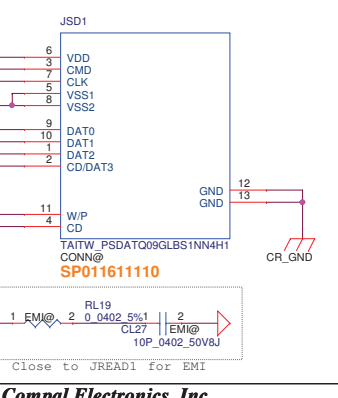 JSD1
6 VDD
3 CMD
7 CLK
5 VSS1
8 VSS2
9 DAT0
10 DAT1
1 DAT2
2 CD/DAT3
GND 12
GND 13
11 W/P
4 CD
TAITW_PSDATQ09GLBS1NN4H1
CONN@
SP011611110
CR_GND
RL19
1 EMI@ 2 0_0402_5% 1 2
CL27 EMI@
10P_0402_50V8J
Close to JREAD1 for EMI
Compal Electronics, Inc